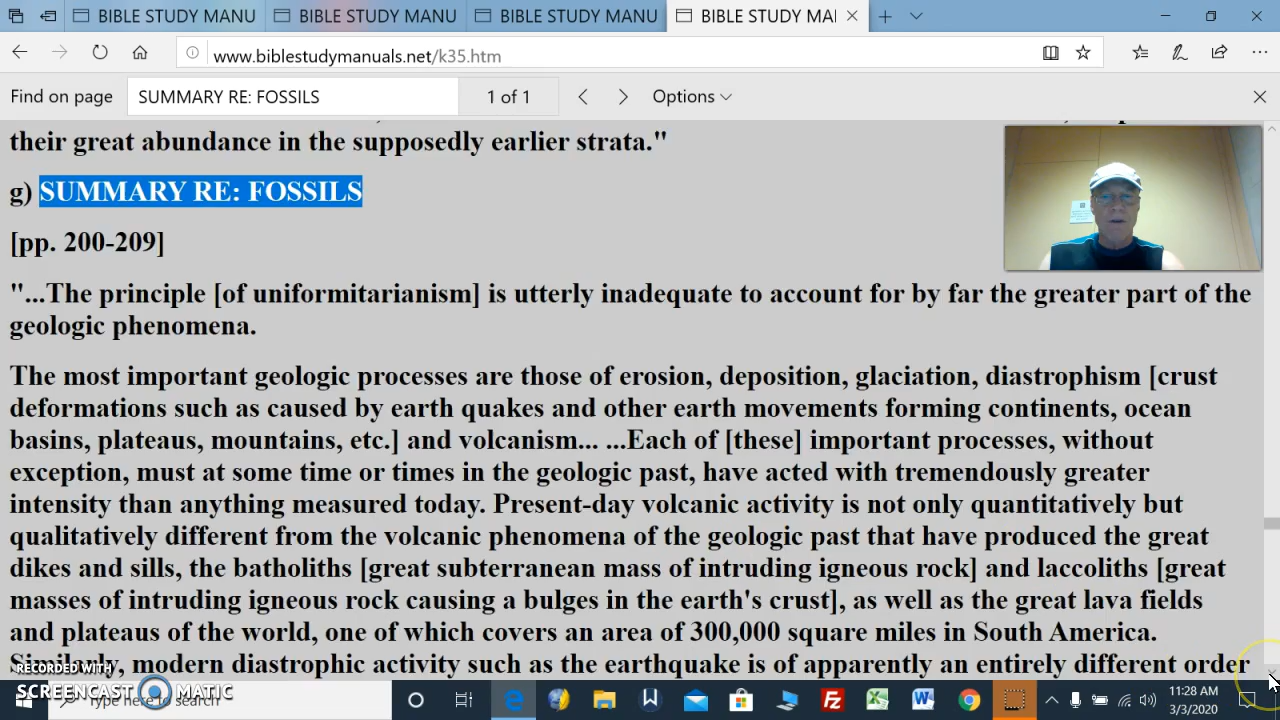 BIBLE STUDY MANU
BIBLE STUDY MANU
BIBLE STUDY MANU
BIBLE STUDY MAI
www.biblestudymanuals.net/k35.htm
Find on page
SUMMARY RE: FOSSILS
1 of 1
Options
their great abundance in the supposedly earlier strata."
g) SUMMARY RE: FOSSILS
[pp. 200-209]
"...The principle [of uniformitarianism] is utterly inadequate to account for by far the greater part of the
geologic phenomena.
The most important geologic processes are those of erosion, deposition, glaciation, diastrophism [crust
deformations such as caused by earth quakes and other earth movements forming continents, ocean
basins, plateaus, mountains, etc.] and volcanism... ...Each of [these] important processes, without
exception, must at some time or times in the geologic past, have acted with tremendously greater
intensity than anything measured today. Present-day volcanic activity is not only quantitatively but
qualitatively different from the volcanic phenomena of the geologic past that have produced the great
dikes and sills, the batholiths [great subterranean mass of intruding igneous rock] and laccoliths [great
masses of intruding igneous rock causing a bulges in the earth's crust], as well as the great lava fields
and plateaus of the world, one of which covers an area of 300,000 square miles in South America.
Similarly, modern diastrophic activity such as the earthquake is of apparently an entirely different order
RECORDED WITH
SCREENCAST MATIC
Type here to search
11:28 AM
3/3/2020